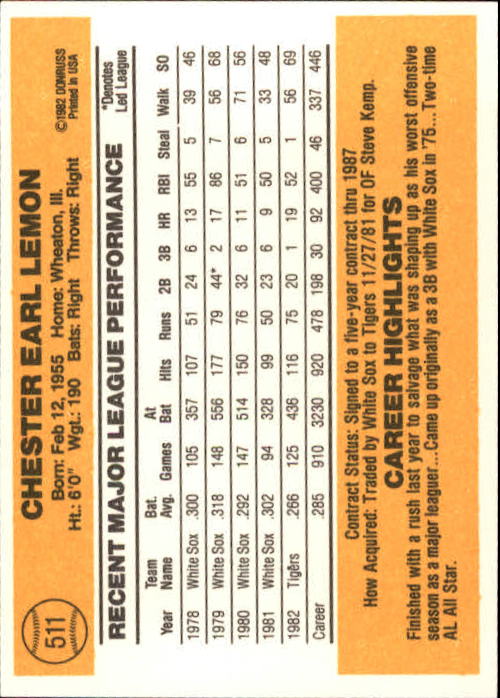 511
CHESTER EARL LEMON
Born: Feb 12, 1955 Home: Wheaton, Ill.
Ht.: 6'0" Wgt.: 190 Bats: Right Throws: Right
©1982 DONRUSS
Printed in USA
RECENT MAJOR LEAGUE PERFORMANCE
*Denotes
Led League
Year Team Name Bat. Avg. Games At Bat Hits Runs 2B 3B HR RBI Steal Walk SO
1978 White Sox .300 105 357 107 51 24 6 13 55 5 39 46
1979 White Sox .318 148 556 177 79 44* 2 17 86 7 56 68
1980 White Sox .292 147 514 150 76 32 6 11 51 6 71 56
1981 White Sox .302 94 328 99 50 23 6 9 50 5 33 48
1982 Tigers .266 125 436 116 75 20 1 19 52 1 56 69
Career .285 910 3230 920 478 198 30 92 400 46 337 446
Contract Status: Signed to a five-year contract thru 1987
How Acquired: Traded by White Sox to Tigers 11/27/81 for OF Steve Kemp.
CAREER HIGHLIGHTS
Finished with a rush last year to salvage what was shaping up as his worst offensive
season as a major leaguer... Came up originally as a 3B with White Sox in '75... Two-time
AL All Star.